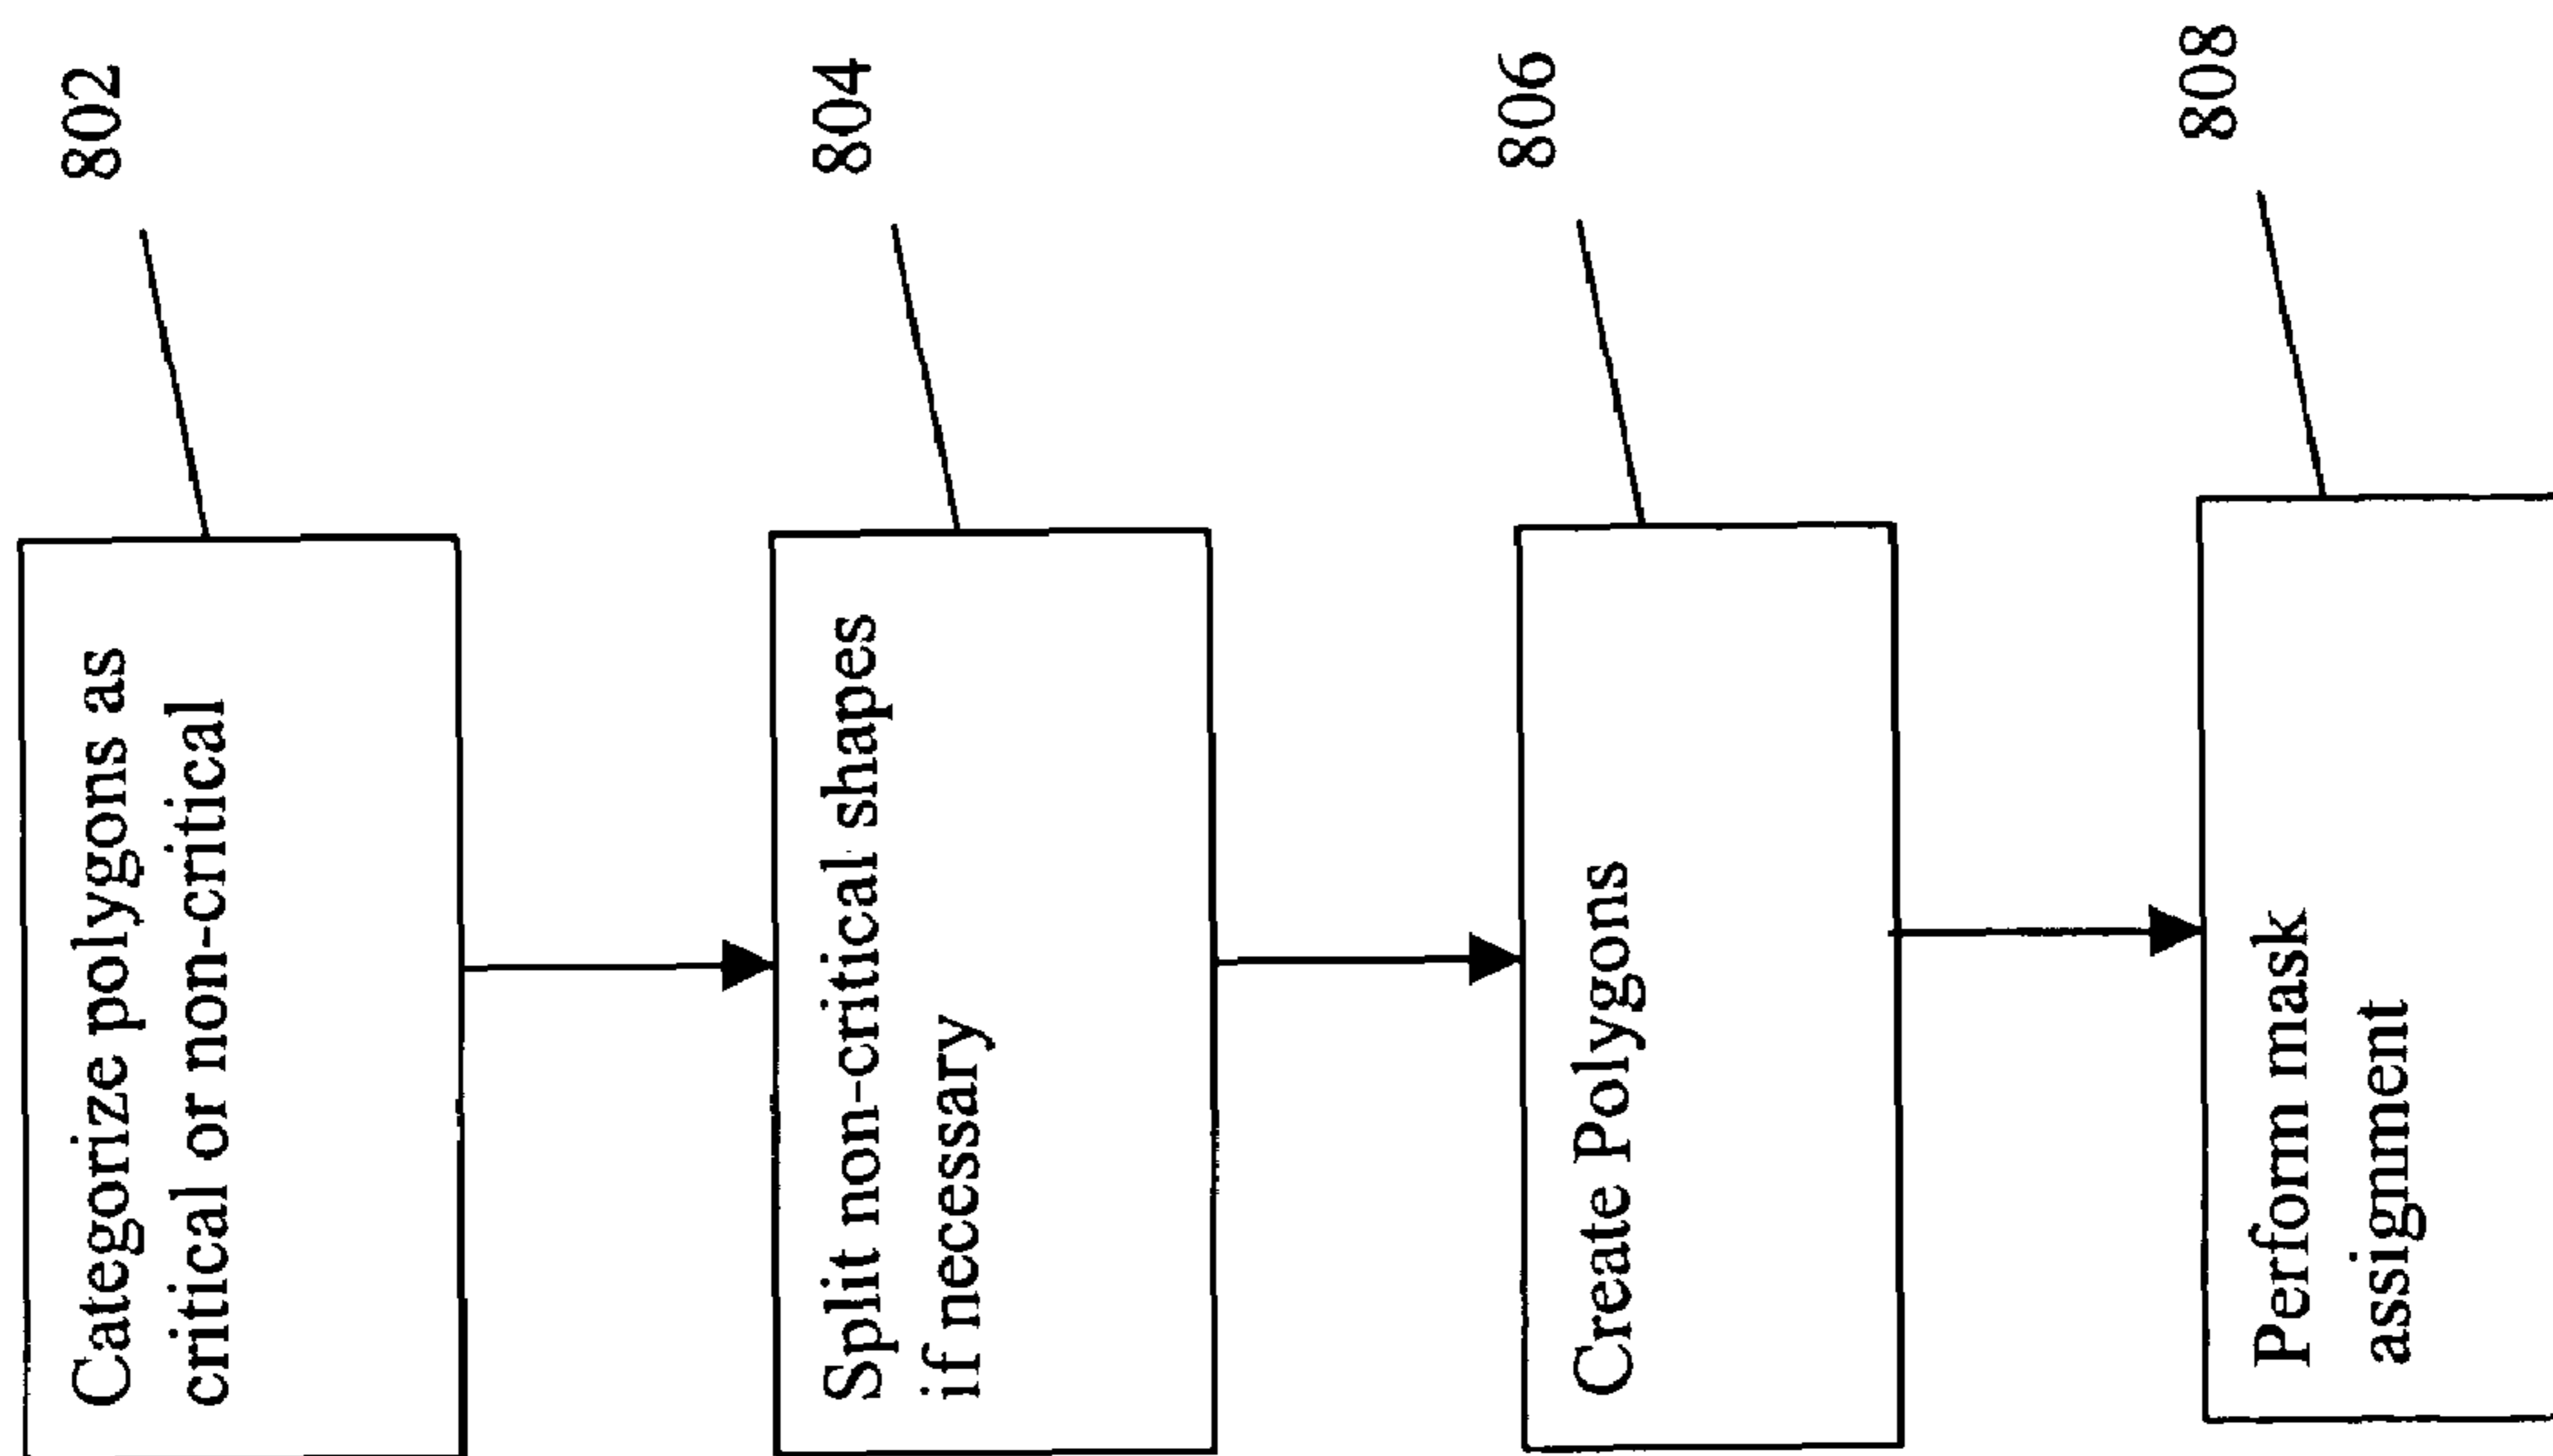 802
Categorize polygons as
critical or non-critical
804
Split non-critical shapes
if necessary
806
Create Polygons
808
Perform mask
assignment